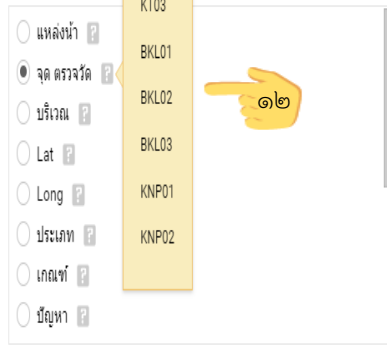 KT03
แหล่งน้ำ ?
BKL01
จุด ตรวจวัด ?
BKL02
๑๒
บริเวณ ?
BKL03
Lat ?
KNP01
Long ?
KNP02
ประเภท ?
เกณฑ์ ?
ปัญหา ?